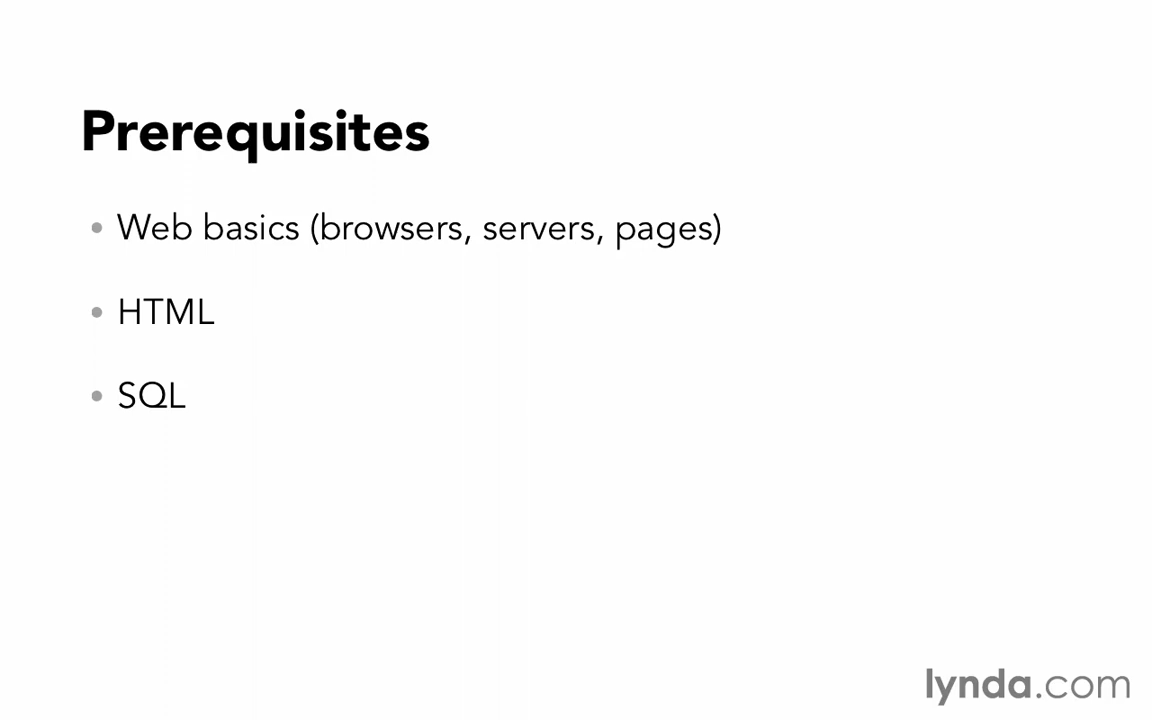 Prerequisites
• Web basics (browsers, servers, pages)
• HTML
• SQL
lynda.com